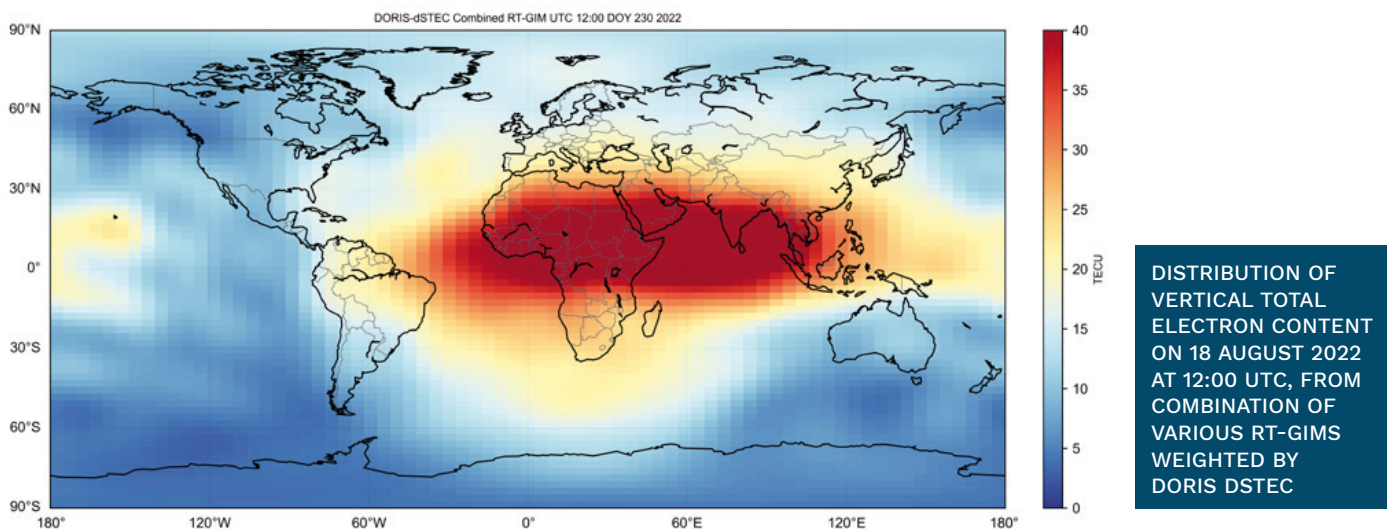 DORIS-dSTEC Combined RT-GIM UTC 12:00 DOY 230 2022
90°N
60°N
30°N
0°
30°S
60°S
90°S
180°
120°W
60°W
0°
60°E
120°E
180°
40
35
30
25
20
15
10
5
0
TECU
DISTRIBUTION OF
VERTICAL TOTAL
ELECTRON CONTENT
ON 18 AUGUST 2022
AT 12:00 UTC, FROM
COMBINATION OF
VARIOUS RT-GIMS
WEIGHTED BY
DORIS DSTEC